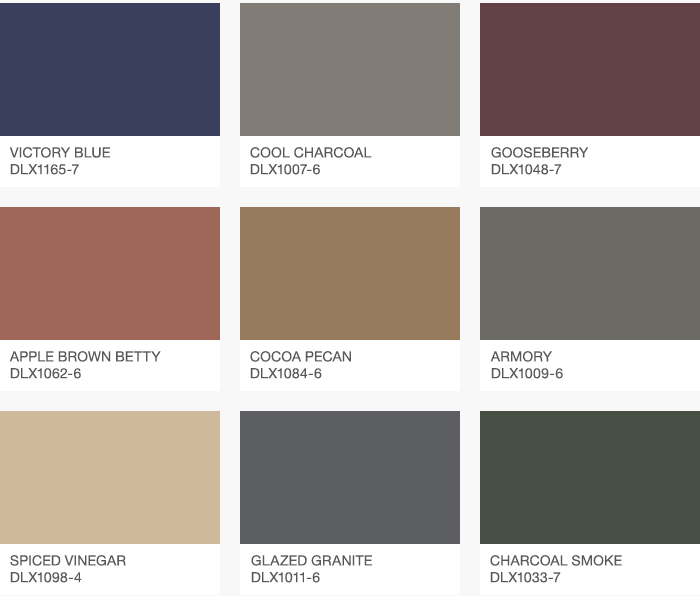 VICTORY BLUE
DLX1165-7
COOL CHARCOAL
DLX1007-6
GOOSEBERRY
DLX1048-7
APPLE BROWN BETTY
DLX1062-6
COCOA PECAN
DLX1084-6
ARMORY
DLX1009-6
SPICED VINEGAR
DLX1098-4
GLAZED GRANITE
DLX1011-6
CHARCOAL SMOKE
DLX1033-7